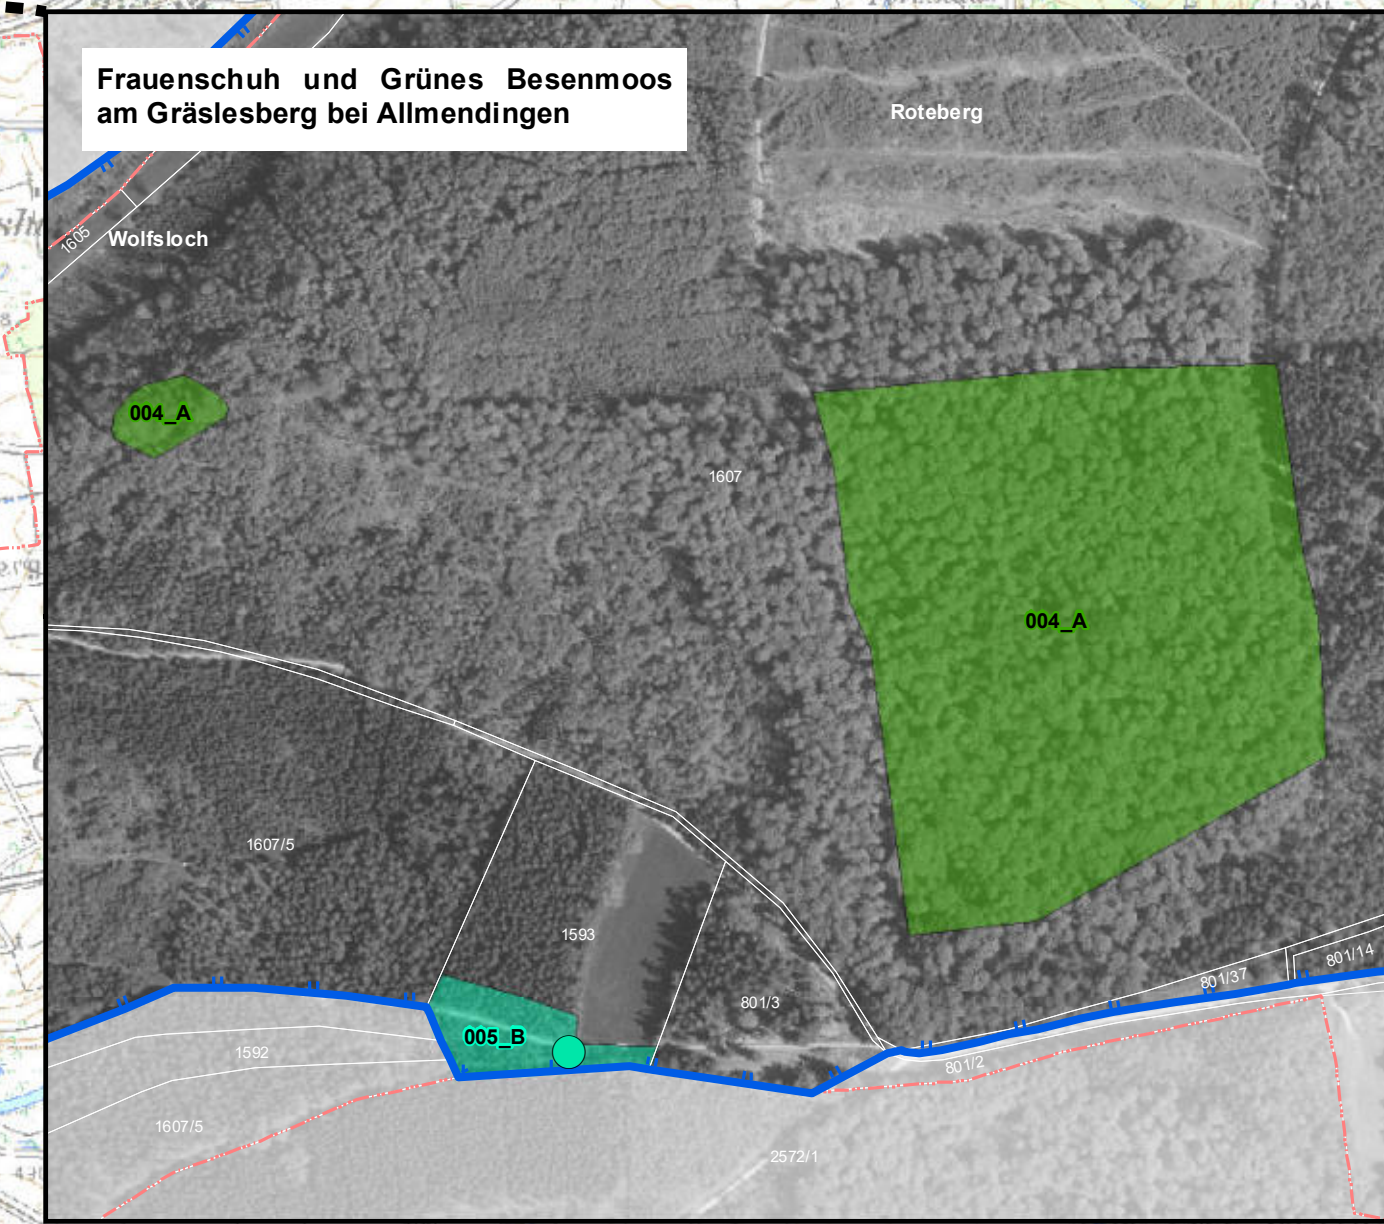 Frauenschuh und Grünes Besenmoos
am Gräslesberg bei Allmendingen
Roteberg
1605
Wolfsloch
004_A
1607
004_A
1607/5
1593
801/3
801/37
801/14
005_B
1592
801/2
1607/5
2572/1